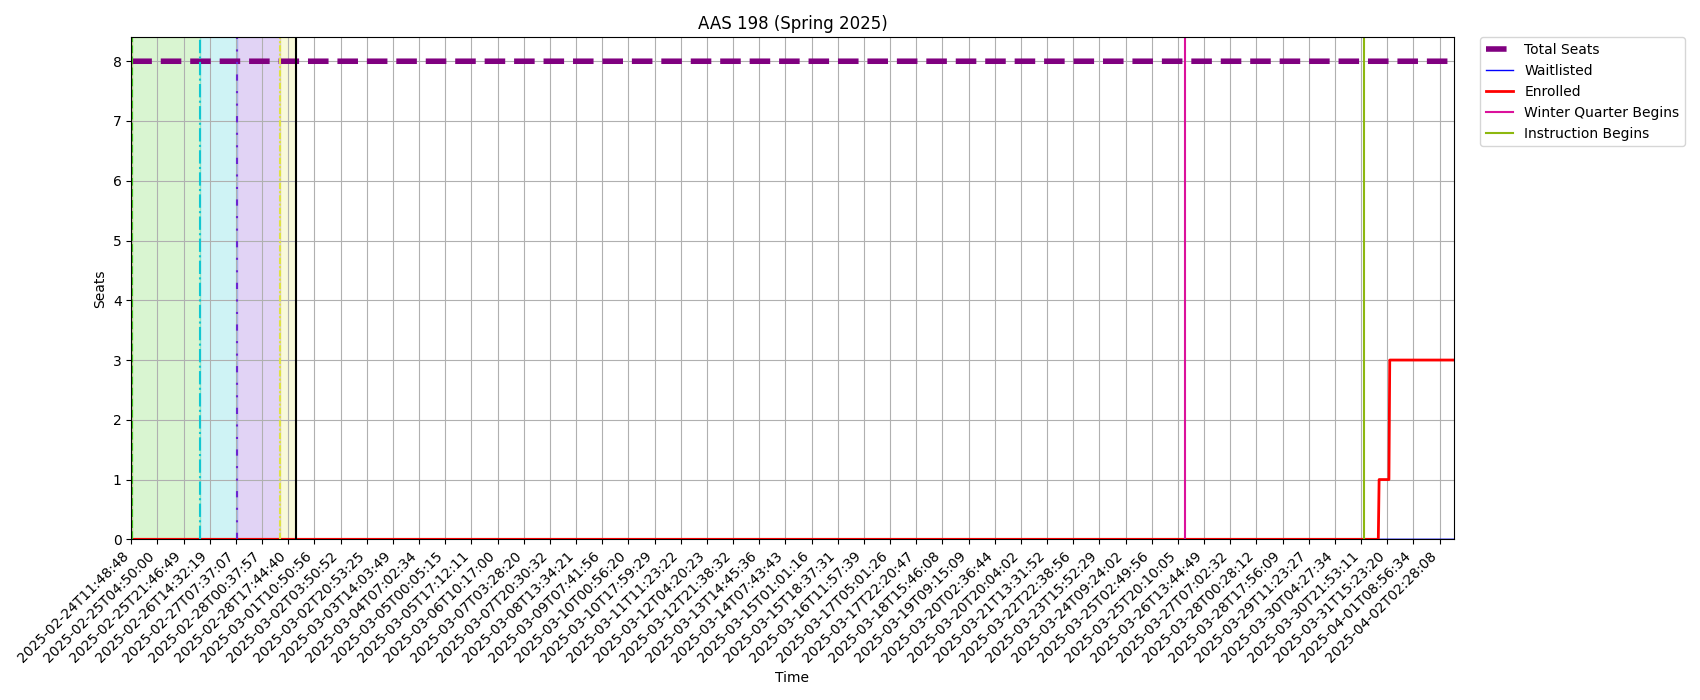 AAS 198 (Spring 2025)
Total Seats
Waitlisted
Enrolled
Winter Quarter Begins
Instruction Begins
Seats
8
7
6
5
4
3
2
1
0
2025-02-24T11:48:48
2025-02-25T04:50:00
2025-02-25T21:46:49
2025-02-26T14:32:19
2025-02-27T07:37:07
2025-02-28T00:37:57
2025-02-28T17:44:40
2025-03-01T10:50:56
2025-03-02T03:50:52
2025-03-02T20:53:25
2025-03-03T14:03:49
2025-03-04T07:02:34
2025-03-05T00:05:15
2025-03-05T17:12:11
2025-03-06T10:17:00
2025-03-07T03:28:20
2025-03-07T20:30:32
2025-03-08T13:34:21
2025-03-09T07:41:56
2025-03-10T00:56:20
2025-03-10T17:59:29
2025-03-11T11:23:22
2025-03-12T04:20:23
2025-03-12T21:38:32
2025-03-13T14:45:36
2025-03-14T07:43:43
2025-03-15T01:01:16
2025-03-15T18:37:31
2025-03-16T11:57:39
2025-03-17T05:01:26
2025-03-17T22:20:47
2025-03-18T15:46:08
2025-03-19T09:15:09
2025-03-20T02:36:44
2025-03-20T20:04:02
2025-03-21T13:31:52
2025-03-22T22:38:56
2025-03-23T15:52:29
2025-03-24T09:24:02
2025-03-25T02:49:56
2025-03-25T20:10:05
2025-03-26T13:44:49
2025-03-27T07:02:32
2025-03-28T00:28:12
2025-03-28T17:56:09
2025-03-29T11:23:27
2025-03-30T04:27:34
2025-03-30T21:53:11
2025-03-31T15:23:20
2025-04-01T08:56:34
2025-04-02T02:28:08
Time